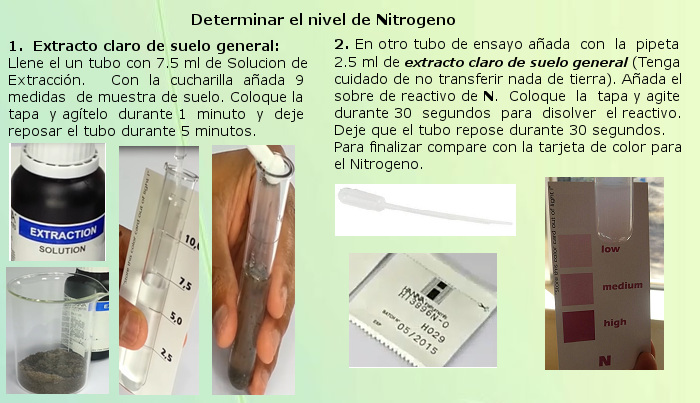 Determinar el nivel de Nitrogeno
1. Extracto claro de suelo general:
Llene el un tubo con 7.5 ml de Solucion de
Extracción. Con la cucharilla añada 9
medidas de muestra de suelo. Coloque la
tapa y agítelo durante 1 minuto y deje
reposar el tubo durante 5 minutos.
2. En otro tubo de ensayo añada con la pipeta
2.5 ml de extracto claro de suelo general (Tenga
cuidado de no transferir nada de tierra). Añada el
sobre de reactivo de N. Coloque la tapa y agite
durante 30 segundos para disolver el reactivo.
Deje que el tubo repose durante 30 segundos.
Para finalizar compare con la tarjeta de color para
el Nitrogeno.
EXTRACTION
SOLUTION
10,
7,5
5,0
2,5
HI3896N-0
H029
EXP 05/2015
low
medium
high
N